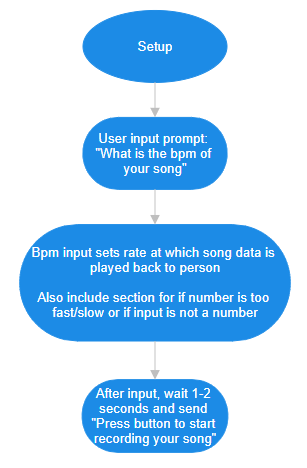 Setup
User input prompt:
"What is the bpm of
your song"
Bpm input sets rate at which song data is
played back to person
Also include section for if number is too
fast/slow or if input is not a number
After input, wait 1-2
seconds and send
"Press button to start
recording your song"